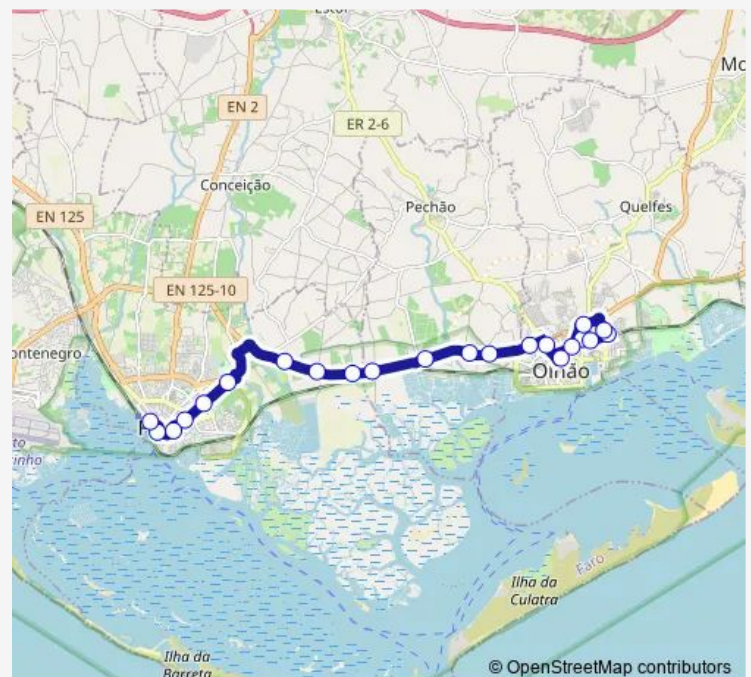 Estoi
Mo
EN 2
ER 2-6
Conceição
Pechão
Quelfes
EN 125
EN 125-10
ontenegro
Olhão
F
Faro
Ilha da
Culatra
Ilha da
Barreta
© OpenStreetMap contributors